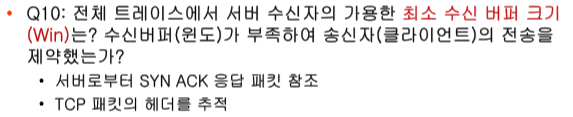 • Q10: 전체 트레이스에서 서버 수신자의 가용한 최소 수신 버퍼 크기
(Win)는? 수신버퍼(윈도)가 부족하여 송신자(클라이언트)의 전송을
제약했는가?
• 서버로부터 SYN ACK 응답 패킷 참조
• TCP 패킷의 헤더를 추적